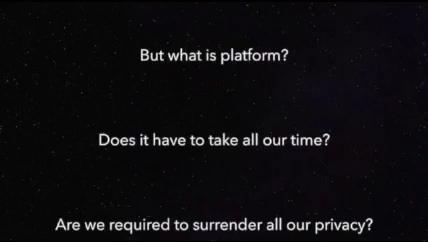 But what is platform?
Does it have to take all our time?
Are we required to surrender all our privacy?